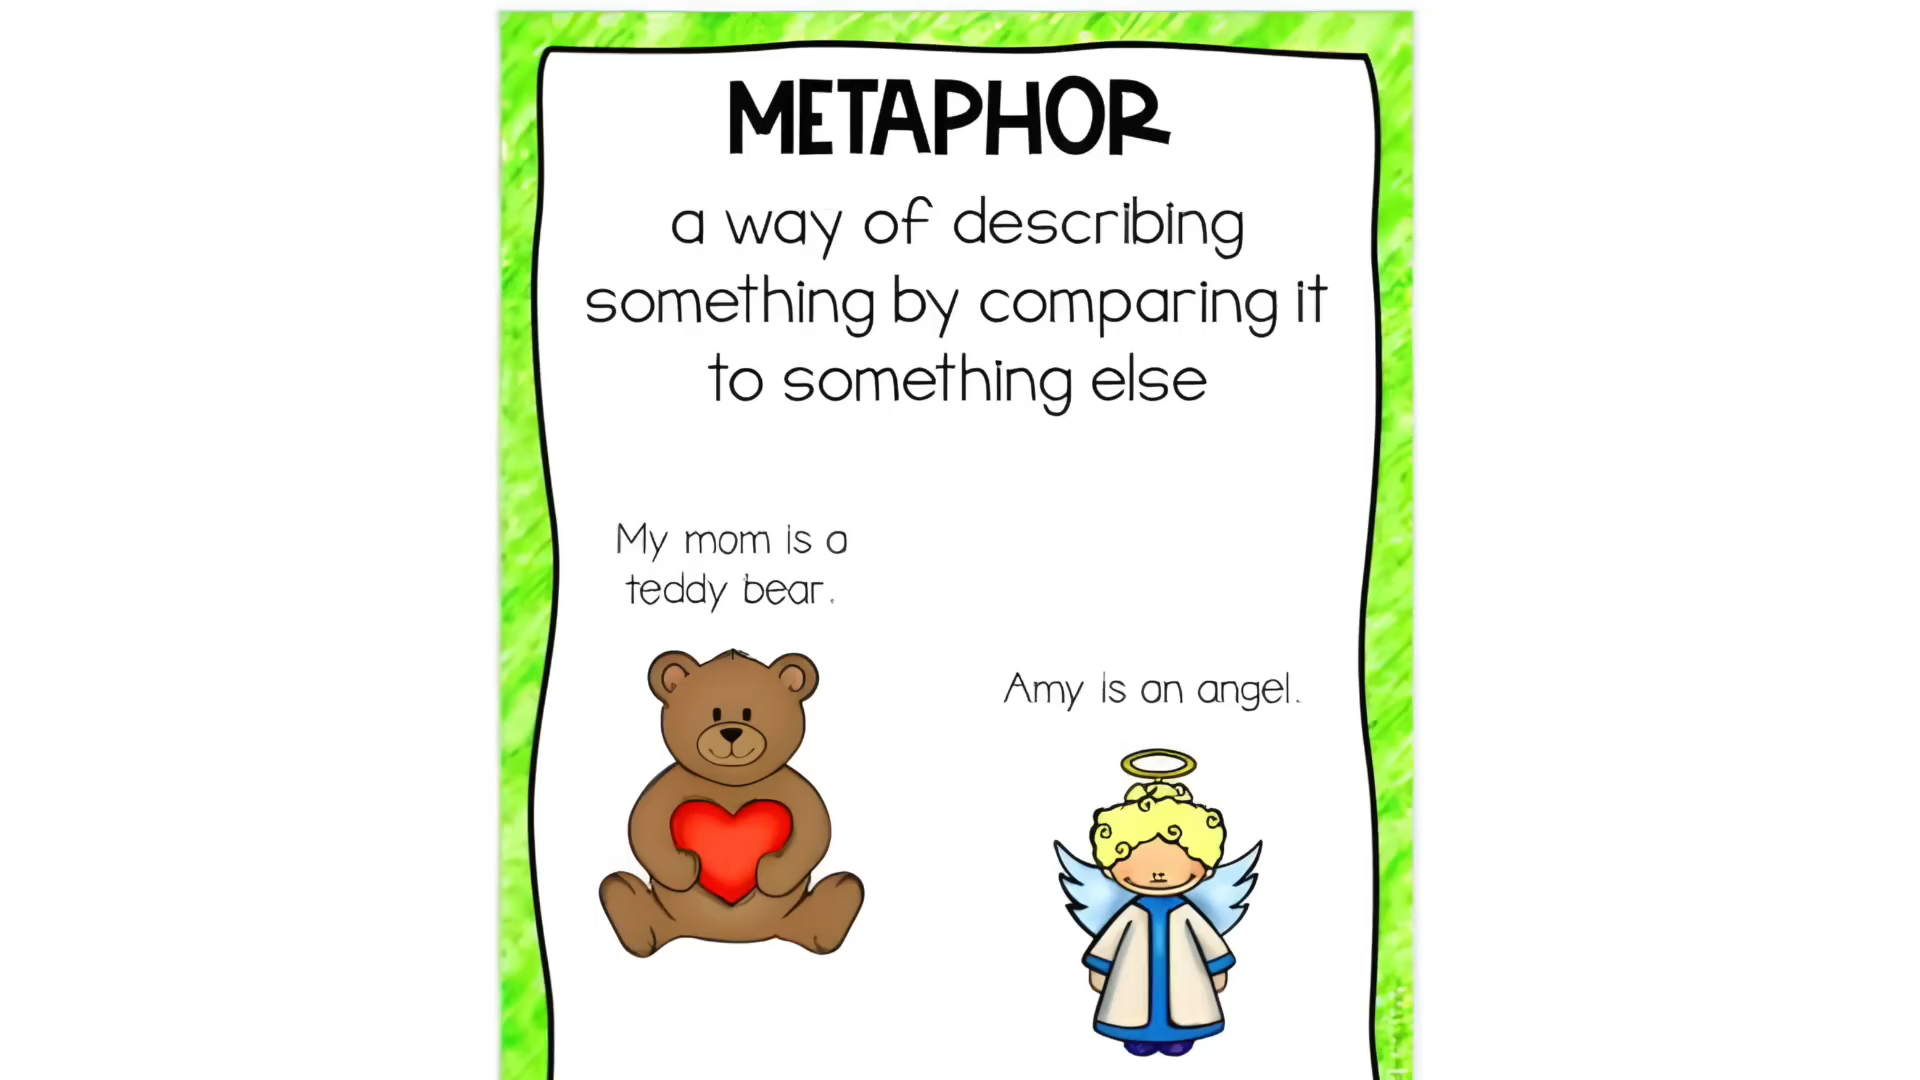 METAPHOR
a way of describing
something by comparing it
to something else
My mom is a
teddy bear.
Amy is an angel.